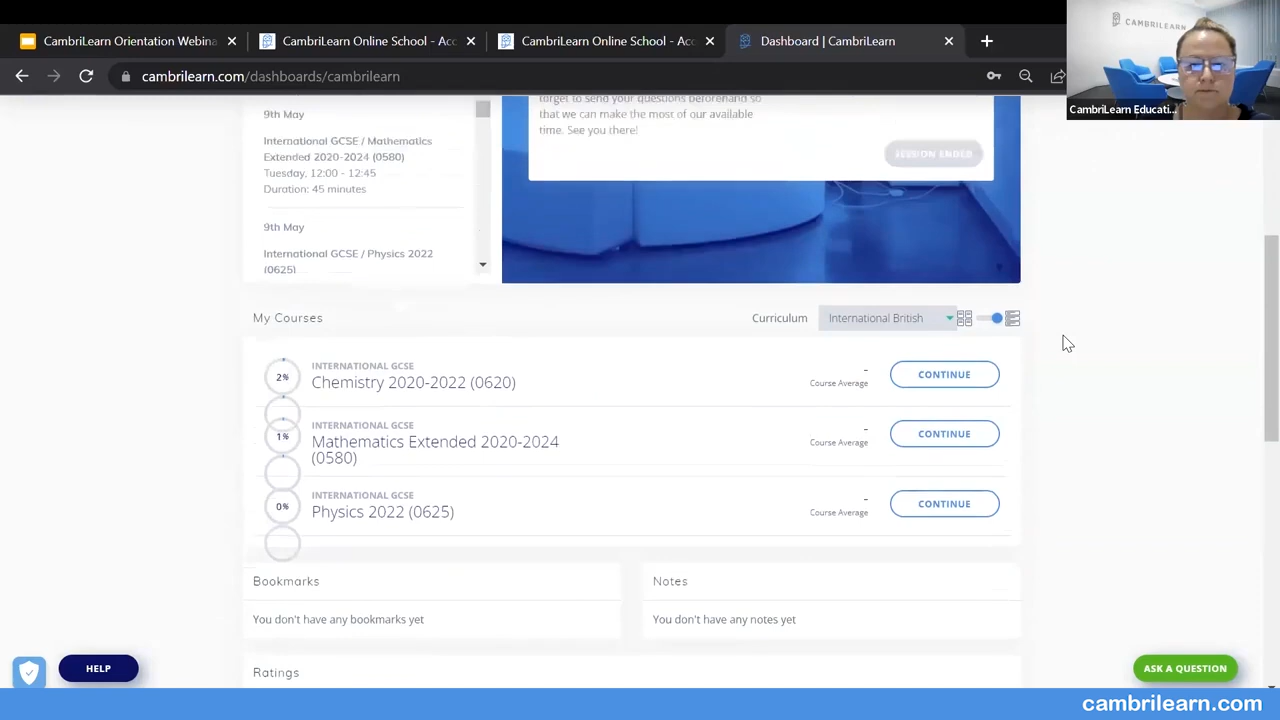 CambriLearn Orientation Webina
CambriLearn Online School - Acc
CambriLearn Online School - Acc
Dashboard | CambriLearn
cambrilearn.com/dashboards/cambrilearn
CAMBRILEARN
CambriLearn Educati...
9th May
International GCSE / Mathematics
Extended 2020-2024 (0580)
Tuesday, 12:00 - 12:45
Duration: 45 minutes
9th May
International GCSE / Physics 2022
(0625)
forget to send your questions beforehand so
that we can make the most of our available
time. See you there!
SESSION ENDED
My Courses
Curriculum
International British
2%
INTERNATIONAL GCSE
Chemistry 2020-2022 (0620)
-
Course Average
CONTINUE
1%
INTERNATIONAL GCSE
Mathematics Extended 2020-2024
(0580)
-
Course Average
CONTINUE
0%
INTERNATIONAL GCSE
Physics 2022 (0625)
-
Course Average
CONTINUE
Bookmarks
You don't have any bookmarks yet
Notes
You don't have any notes yet
Ratings
HELP
ASK A QUESTION
cambrilearn.com